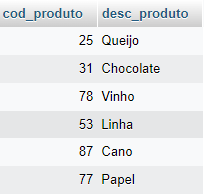 cod_produto desc_produto
25 Queijo
31 Chocolate
78 Vinho
53 Linha
87 Cano
77 Papel